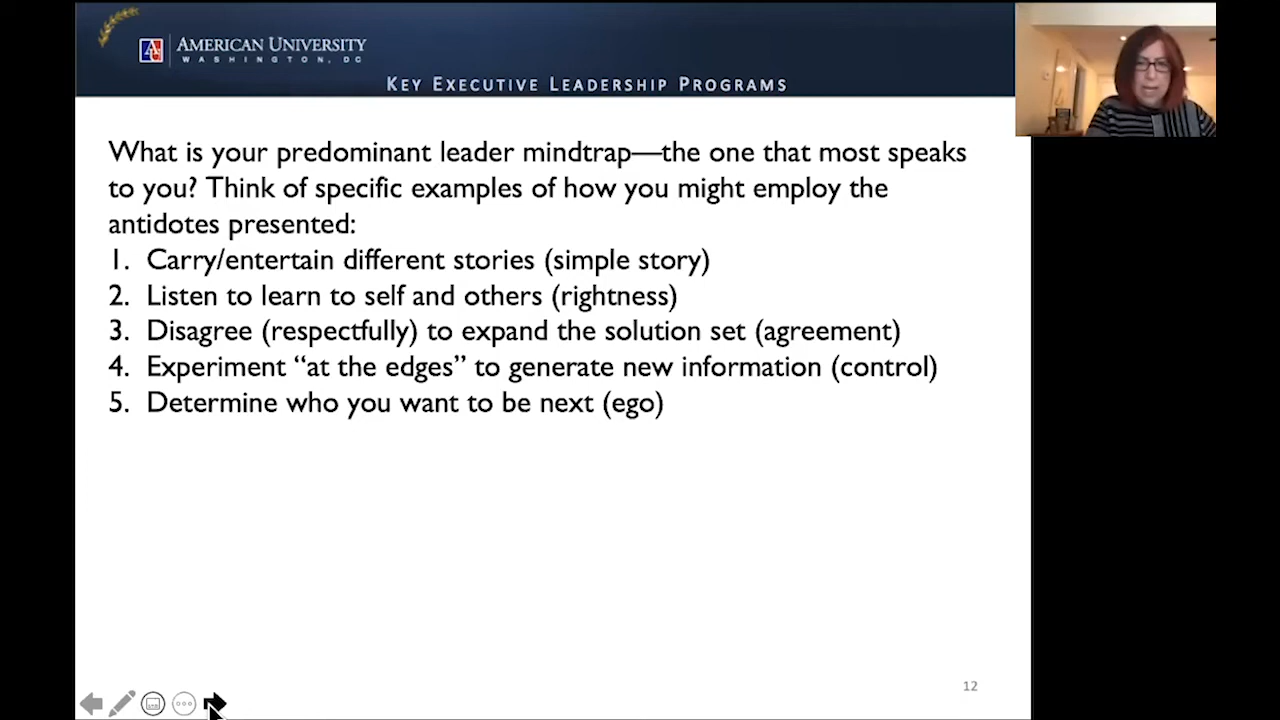 AMERICAN UNIVERSITY
WASHINGTON, DC
KEY EXECUTIVE LEADERSHIP PROGRAMS
What is your predominant leader mindtrap—the one that most speaks
to you? Think of specific examples of how you might employ the
antidotes presented:
1. Carry/entertain different stories (simple story)
2. Listen to learn to self and others (rightness)
3. Disagree (respectfully) to expand the solution set (agreement)
4. Experiment “at the edges” to generate new information (control)
5. Determine who you want to be next (ego)
12